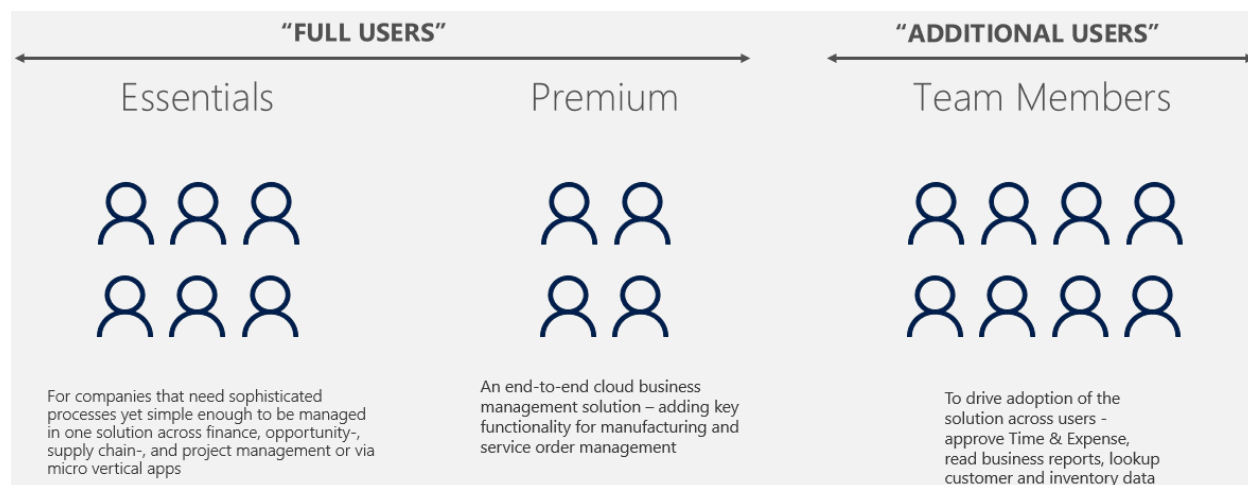 “FULL USERS”
“ADDITIONAL USERS”
Essentials
Premium
Team Members
For companies that need sophisticated
processes yet simple enough to be managed
in one solution across finance, opportunity-,
supply chain-, and project management or via
micro vertical apps
An end-to-end cloud business
management solution – adding key
functionality for manufacturing and
service order management
To drive adoption of the
solution across users -
approve Time & Expense,
read business reports, lookup
customer and inventory data